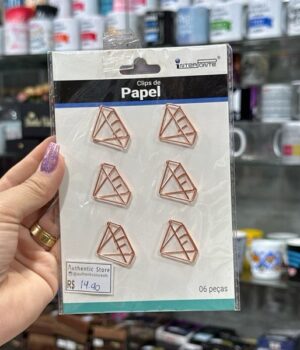 Clips de
Papel
INTERPONTE
Authentic Store
R$ 14.90
06 peças